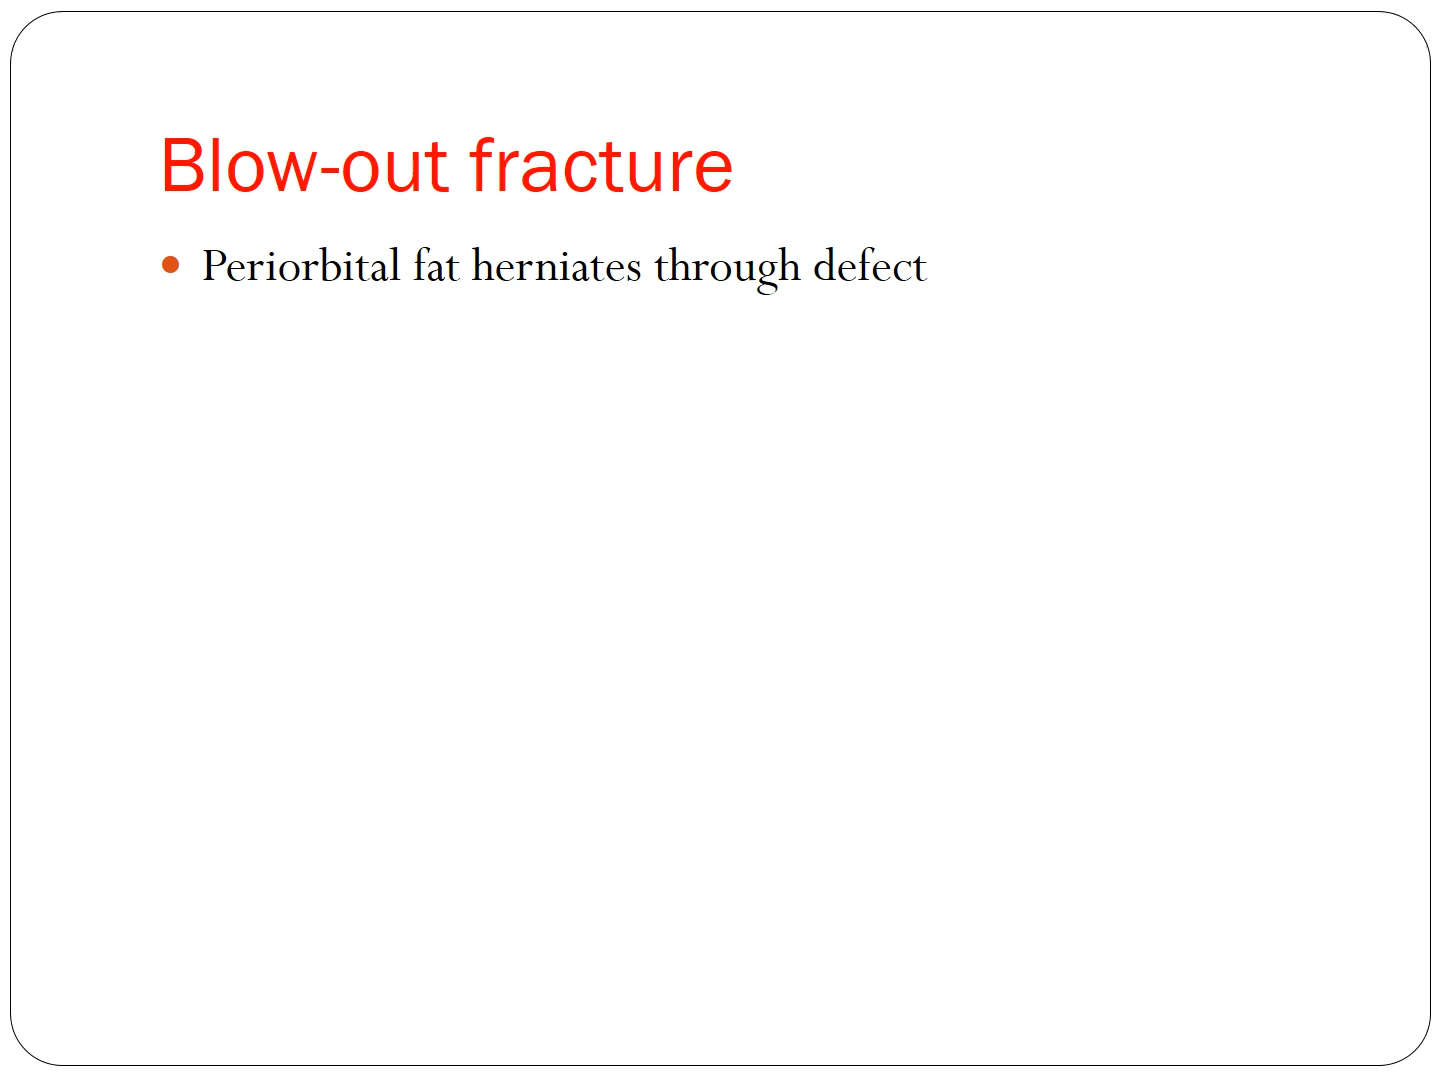 Blow-out fracture
• Periorbital fat herniates through defect